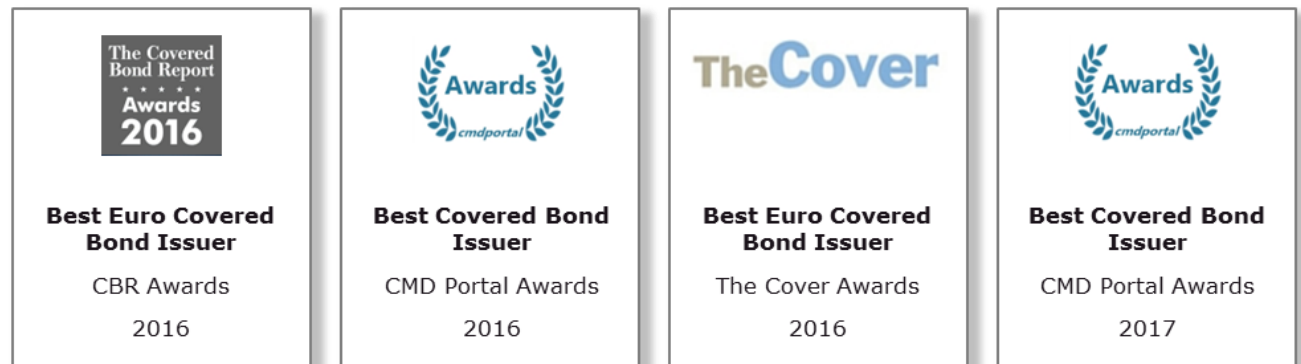 The Covered
Bond Report
Awards
2016
Best Euro Covered
Bond Issuer
CBR Awards
2016
Awards
cmdportal
Best Covered Bond
Issuer
CMD Portal Awards
2016
TheCover
Best Euro Covered
Bond Issuer
The Cover Awards
2016
Awards
cmdportal
Best Covered Bond
Issuer
CMD Portal Awards
2017